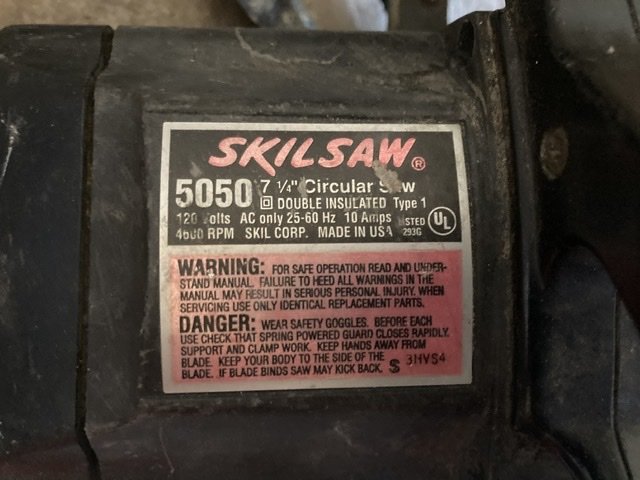 SKILSAW®
5050 7 1/4" Circular Saw
DOUBLE INSULATED Type 1
120 Volts AC only 25-60 Hz 10 Amps LISTED UL
4600 RPM SKIL CORP. MADE IN USA 293G
WARNING: FOR SAFE OPERATION READ AND UNDER-
STAND MANUAL. FAILURE TO HEED ALL WARNINGS IN THE
MANUAL MAY RESULT IN SERIOUS PERSONAL INJURY. WHEN
SERVICING USE ONLY IDENTICAL REPLACEMENT PARTS.
DANGER: WEAR SAFETY GOGGLES. BEFORE EACH
USE CHECK THAT SPRING POWERED GUARD CLOSES RAPIDLY.
SUPPORT AND CLAMP WORK. KEEP HANDS AWAY FROM
BLADE. KEEP YOUR BODY TO THE SIDE OF THE
BLADE. IF BLADE BINDS SAW MAY KICK BACK. S 3HVS4